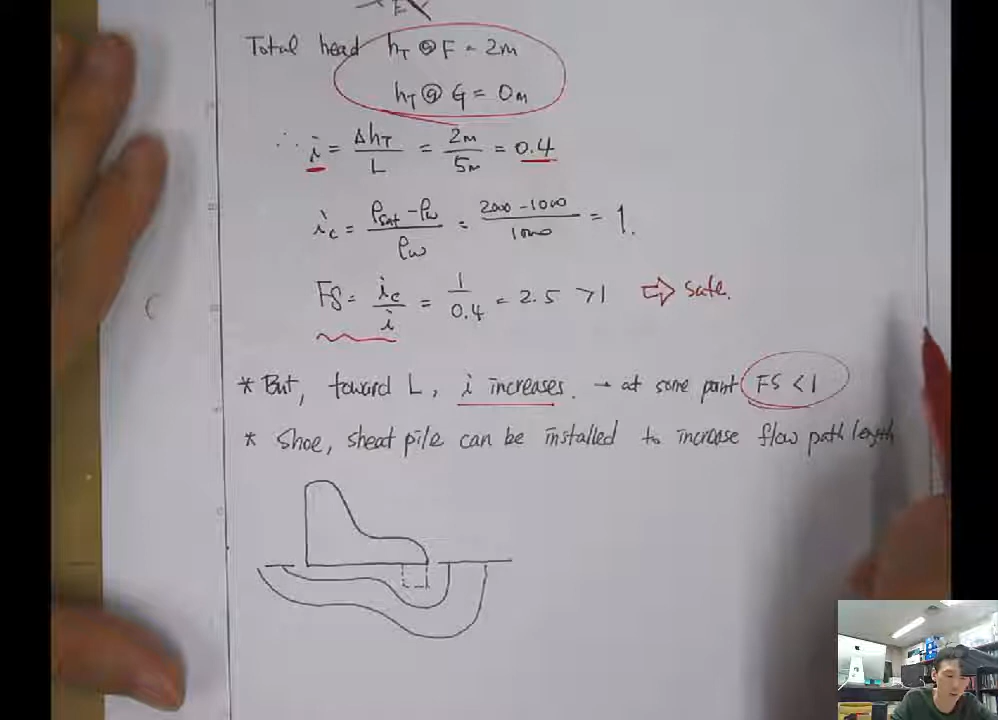 Total head hT @ F = 2m
hT @ G = 0m
∴ i = ΔhT / L = 2m / 5m = 0.4
ic = ρsat - ρw / ρw = 2000 - 1000 / 1000 = 1.
FS = ic / i = 1 / 0.4 = 2.5 > 1 ⇒ safe.
* But, toward L, i increases. → at some point FS < 1
* Shoe, sheat pile can be installed to increase flow path length